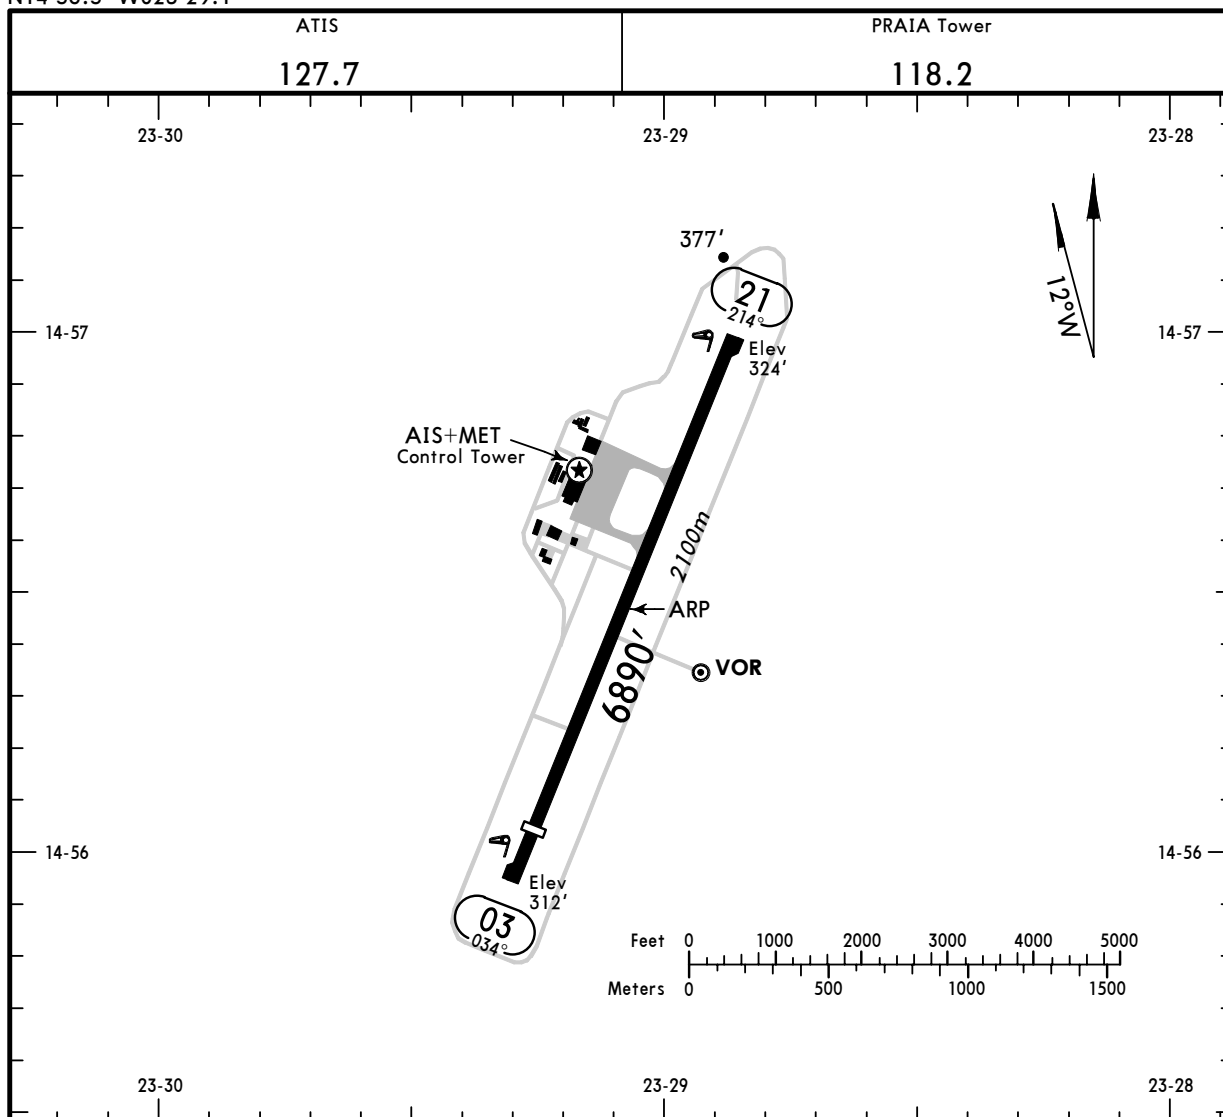 ATIS
PRAIA Tower
127.7
118.2
23-30
23-29
23-28
377'
12°W
21
214°
14-57
14-57
Elev
324'
AIS+MET
Control Tower
2100m
ARP
6890'
VOR
14-56
14-56
Elev
312'
03
034°
Feet 0 1000 2000 3000 4000 5000
Meters 0 500 1000 1500
23-30
23-29
23-28